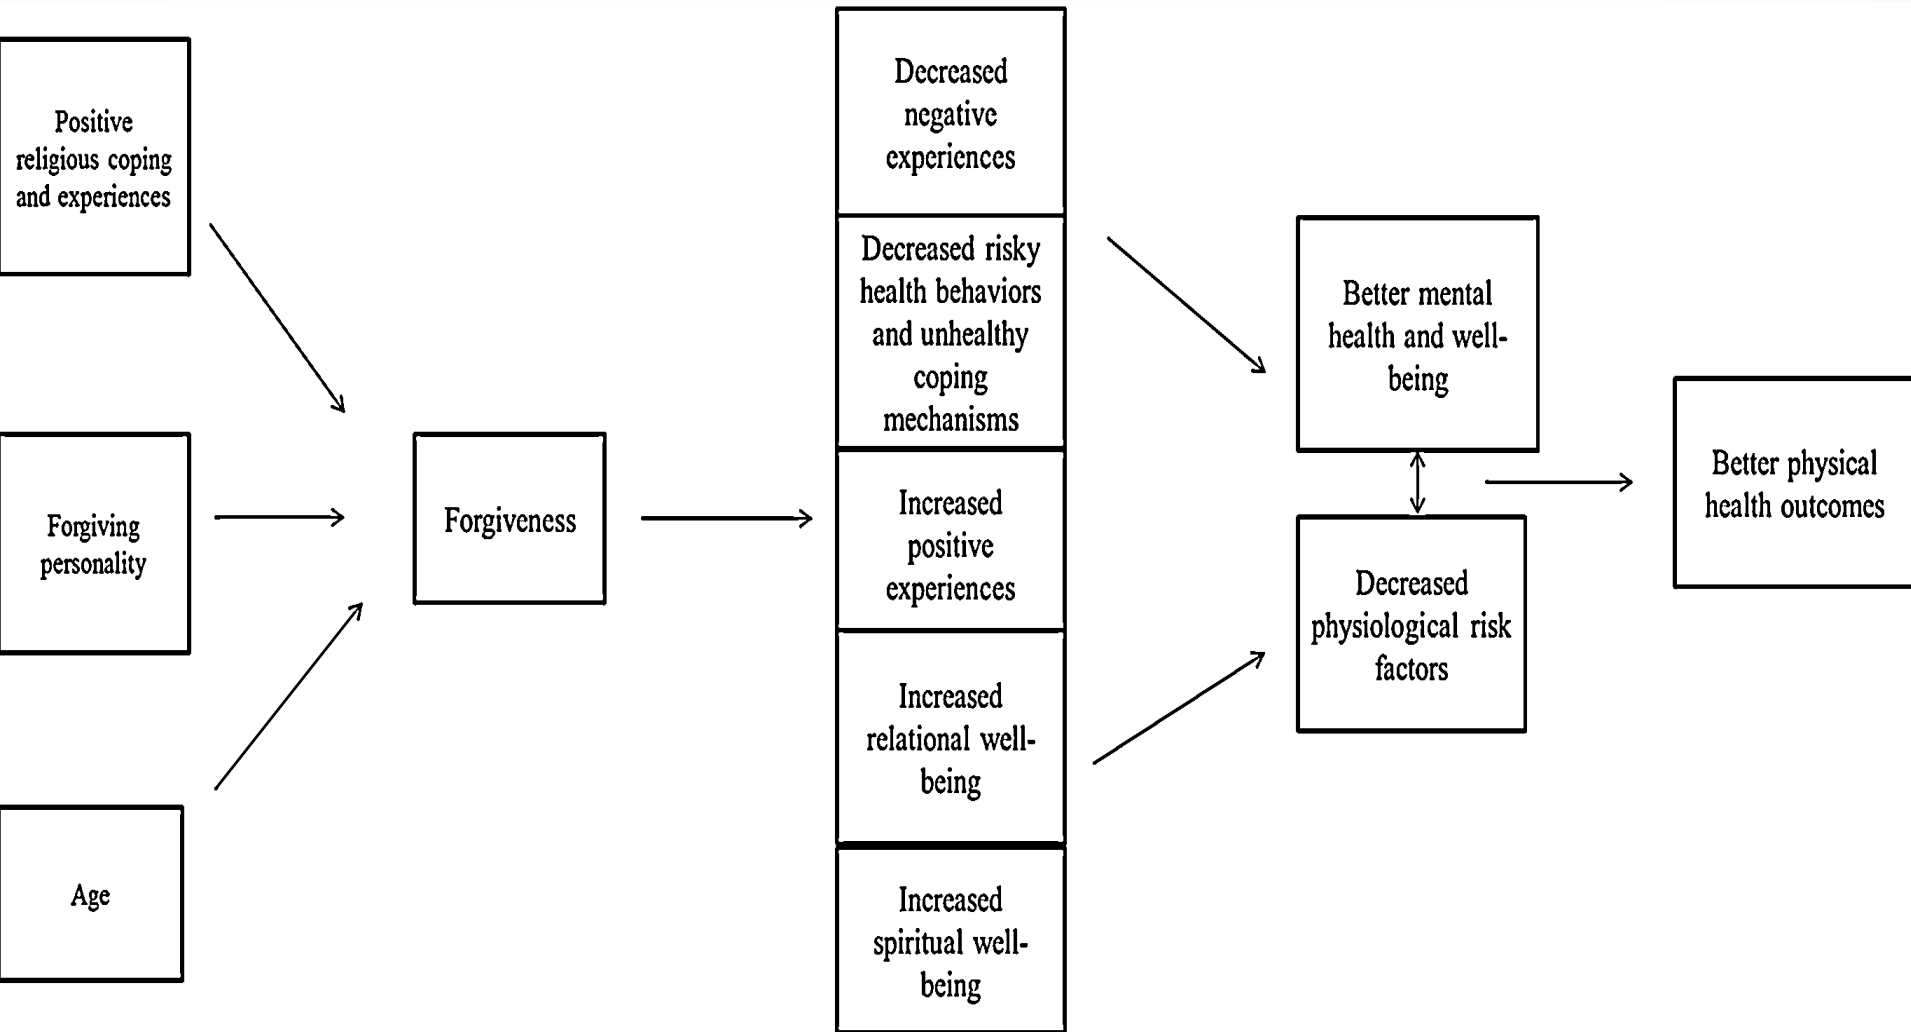 Positive
religious coping
and experiences
Forgiving
personality
Age
Forgiveness
Decreased
negative
experiences
Decreased risky
health behaviors
and unhealthy
coping
mechanisms
Increased
positive
experiences
Increased
relational well-
being
Increased
spiritual well-
being
Better mental
health and well-
being
Decreased
physiological risk
factors
Better physical
health outcomes